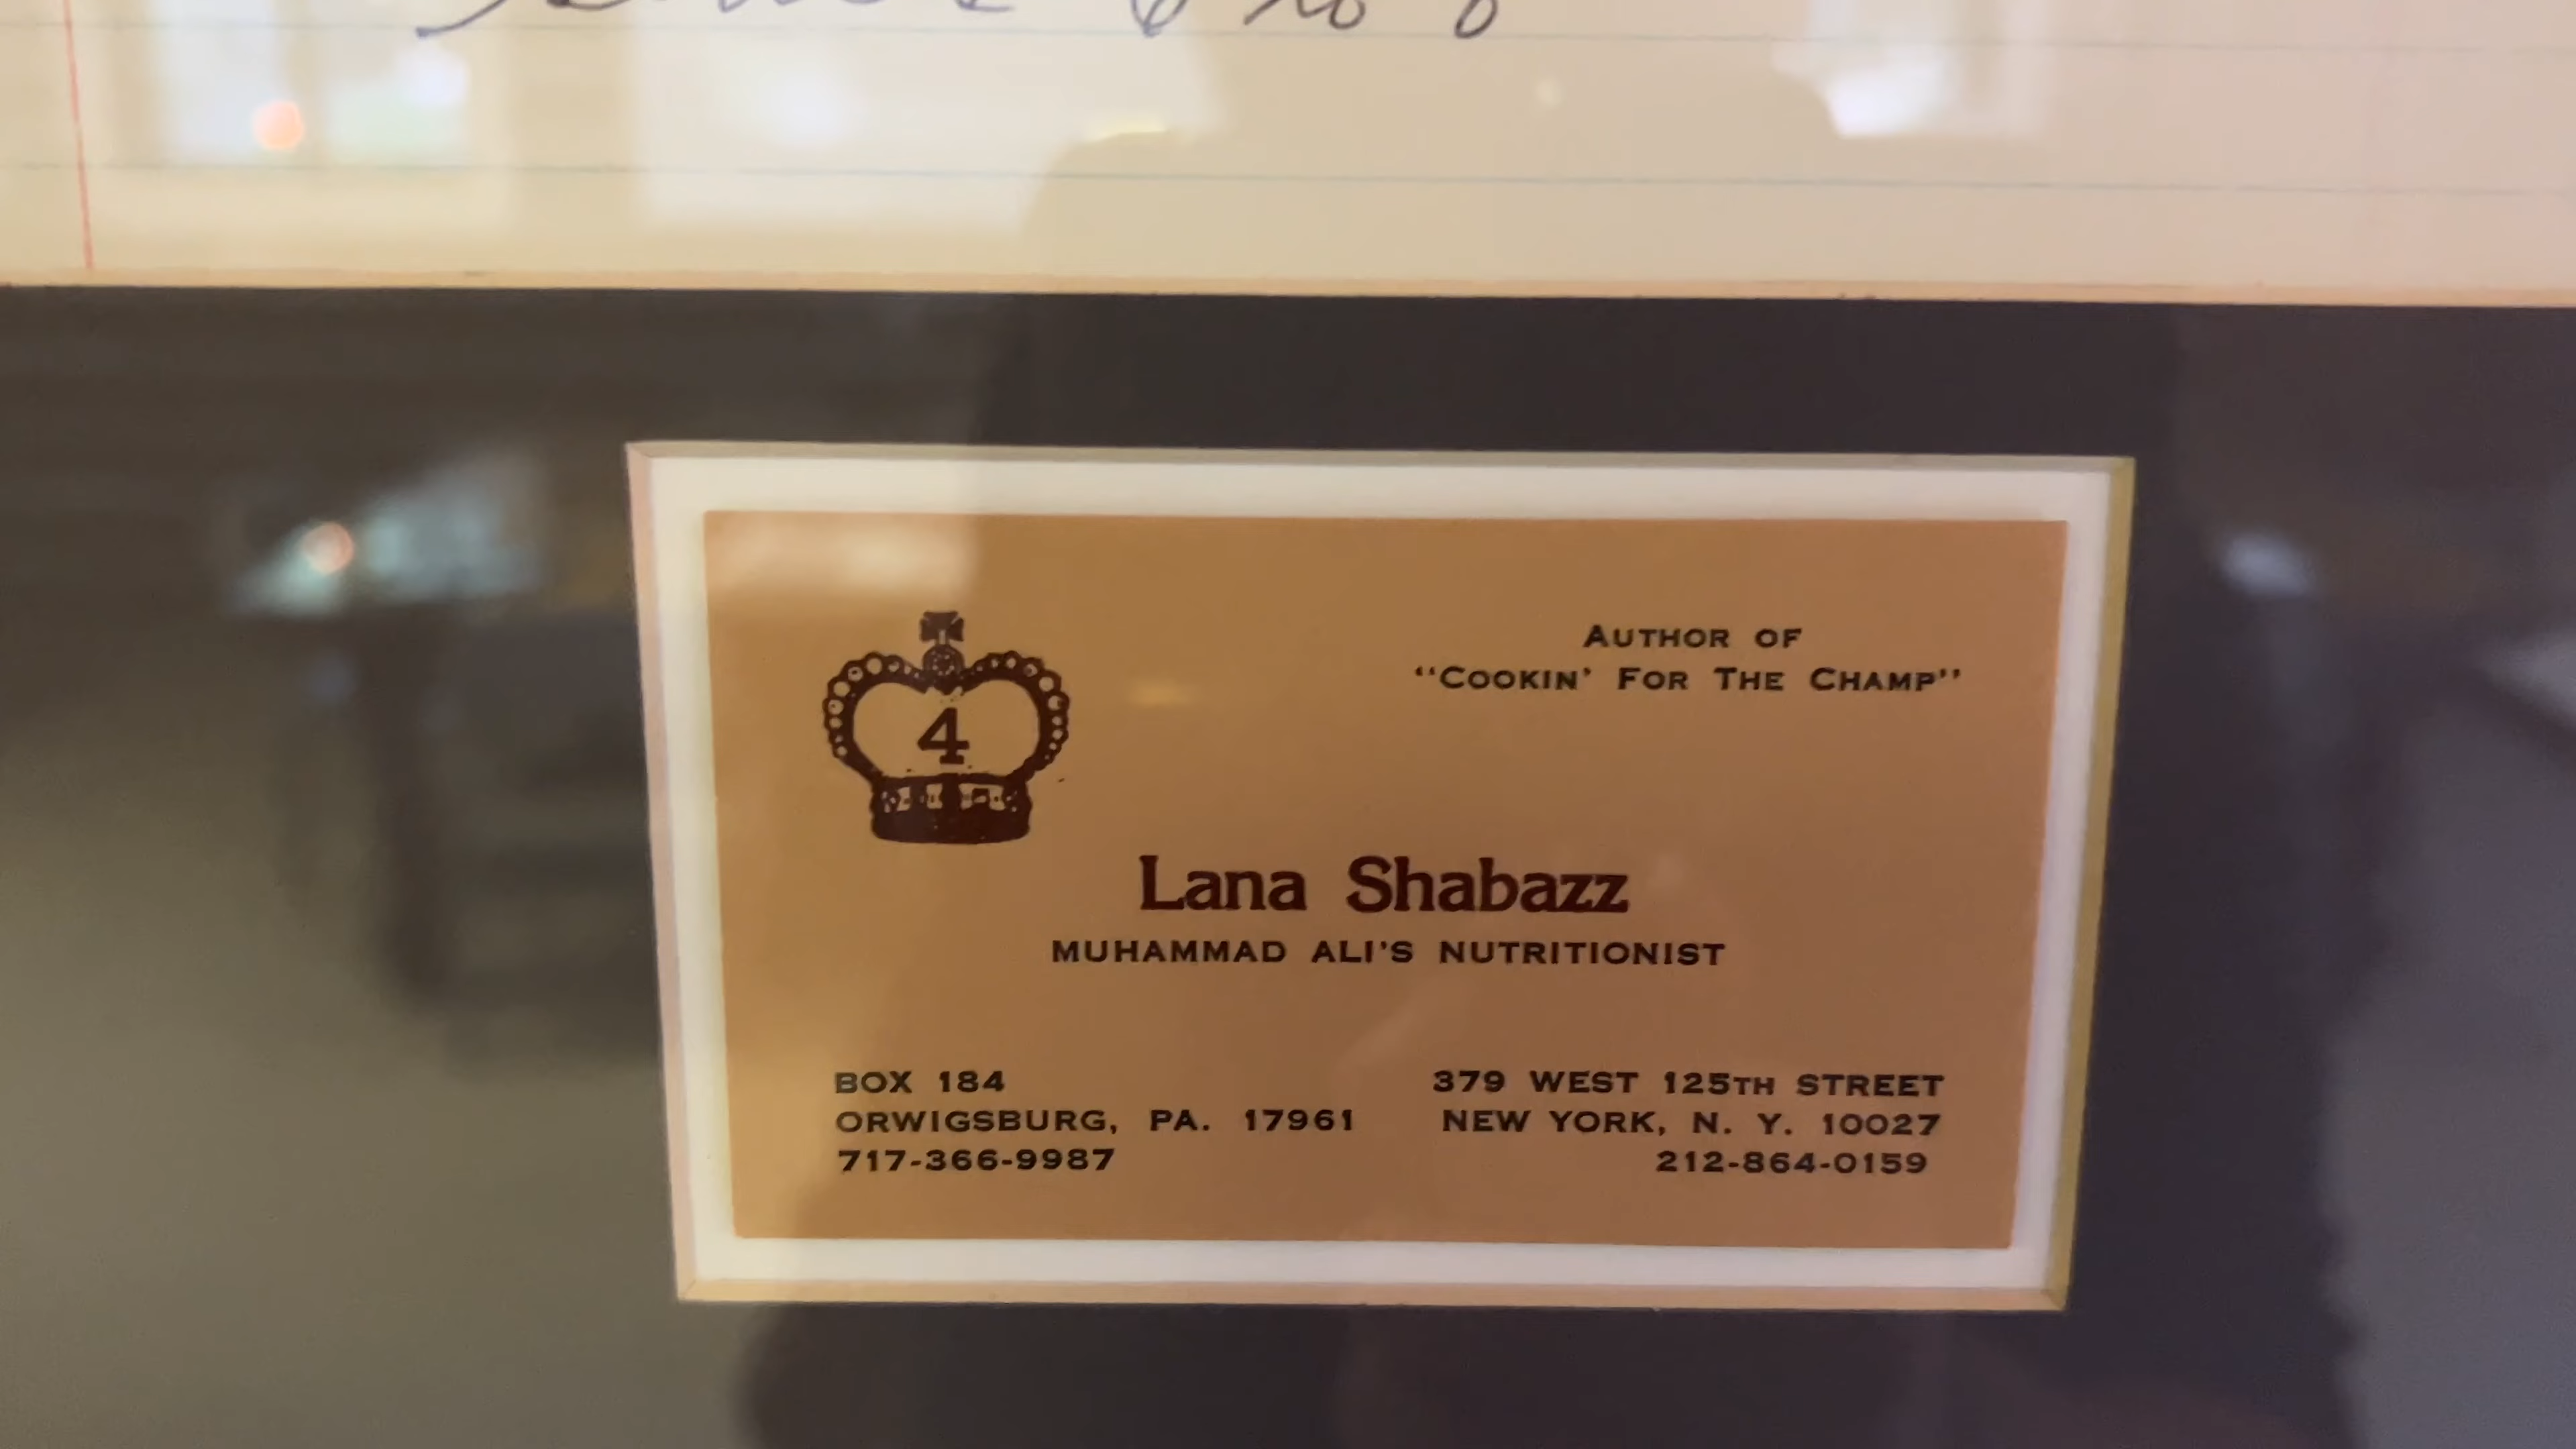 Author of
“Cookin’ For The Champ”
4
Lana Shabazz
MUHAMMAD ALI’S NUTRITIONIST
BOX 184
ORWIGSBURG, PA. 17961
717-366-9987
379 WEST 125TH STREET
NEW YORK, N. Y. 10027
212-864-0159